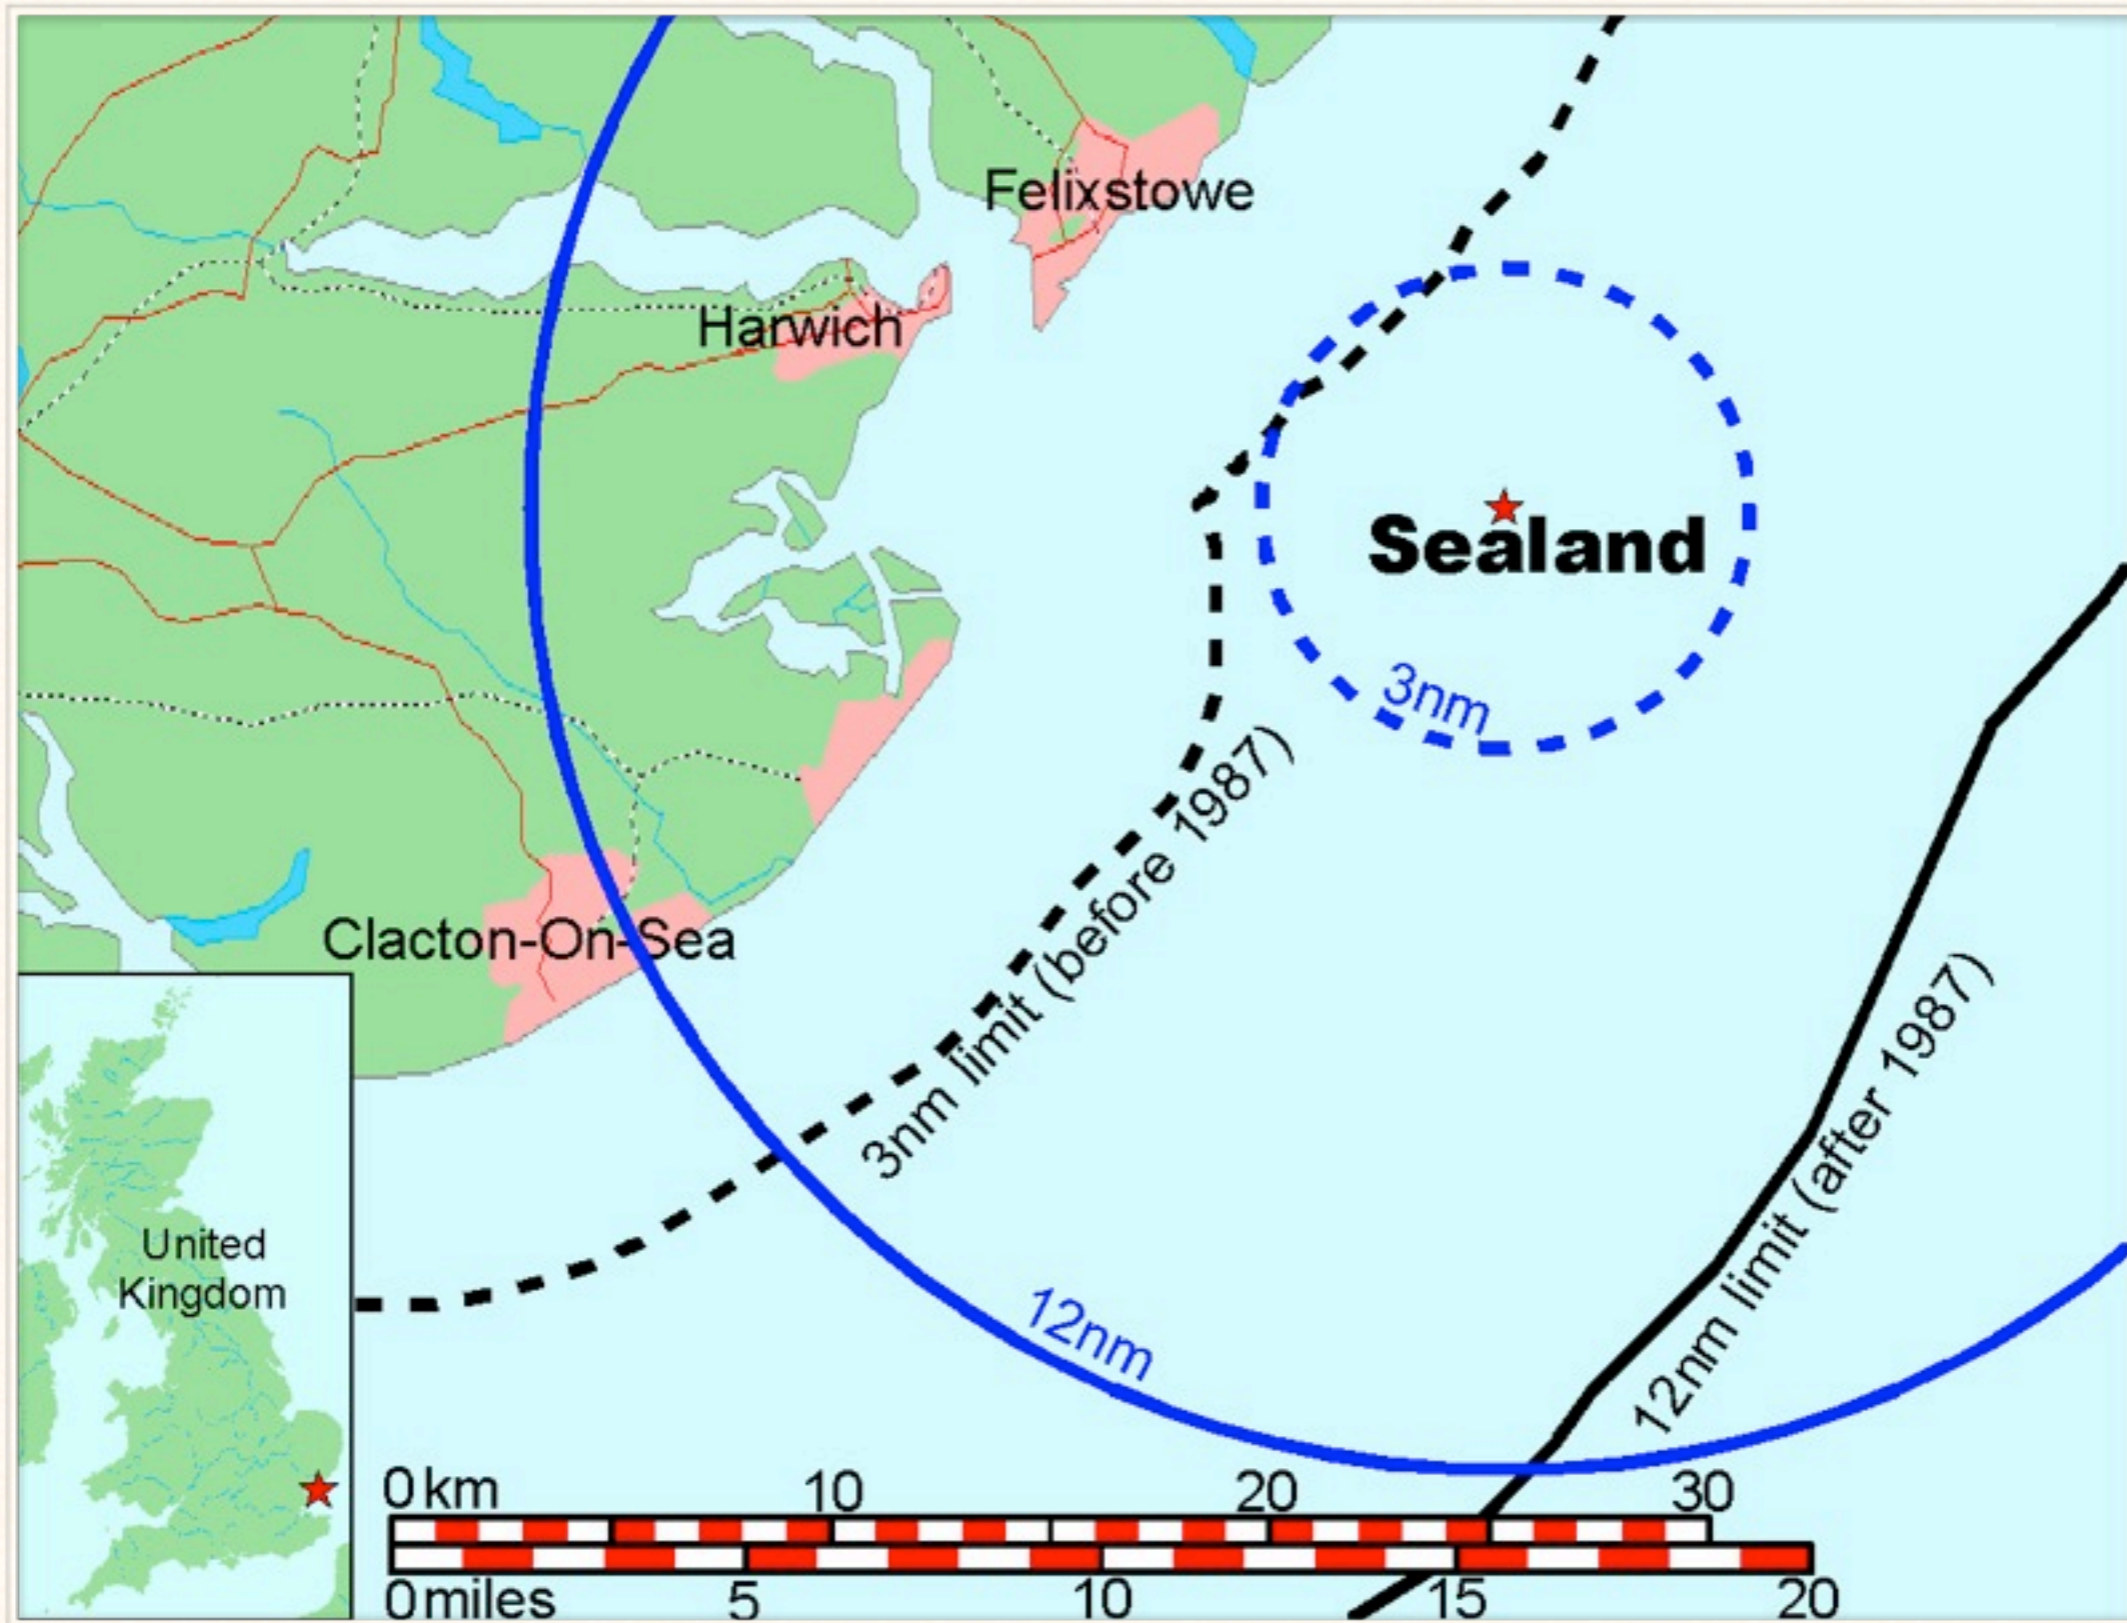 Felixstowe
Harwich
Sealand
3nm
3nm limit (before 1987)
Clacton-On-Sea
12nm limit (after 1987)
United
Kingdom
12nm
0 km 10 20 30
0 miles 5 10 15 20